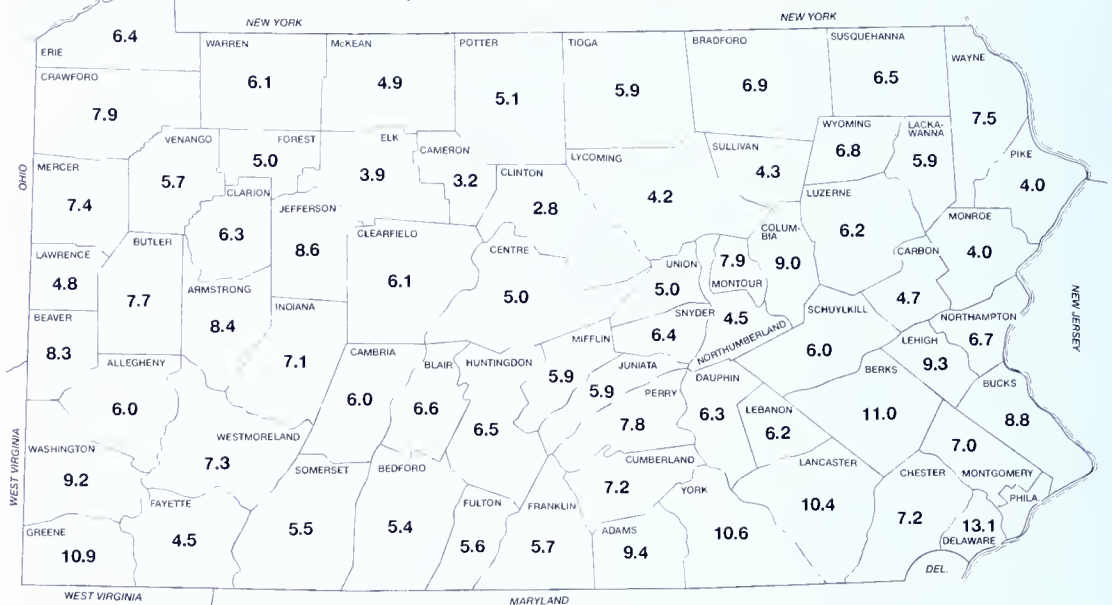 NEW YORK
NEW YORK
ERIE
6.4
WARREN
6.1
McKEAN
4.9
POTTER
5.1
TIOGA
5.9
BRADFORD
6.9
SUSQUEHANNA
6.5
WAYNE
7.5
CRAWFORD
7.9
VENANGO
5.7
FOREST
5.0
ELK
3.9
CAMERON
3.2
CLINTON
2.8
LYCOMING
4.2
SULLIVAN
4.3
WYOMING
6.8
LACKA-
WANNA
5.9
PIKE
4.0
OHIO
MERCER
7.4
CLARION
6.3
JEFFERSON
8.6
CLEARFIELD
6.1
CENTRE
5.0
UNION
5.0
7.9
MONTOUR
COLUM-
BIA
9.0
LUZERNE
6.2
CARBON
4.7
MONROE
4.0
LAWRENCE
4.8
BUTLER
7.7
ARMSTRONG
8.4
INDIANA
7.1
BEAVER
8.3
ALLEGHENY
6.0
CAMBRIA
6.0
BLAIR
6.6
HUNTINGDON
6.5
MIFFLIN
5.9
SNYDER
6.4
4.5
NORTHUMBERLAND
JUNIATA
5.9
PERRY
7.8
DAUPHIN
6.3
SCHUYLKILL
6.0
LEHIGH
9.3
NORTHAMPTON
6.7
NEW JERSEY
BERKS
11.0
BUCKS
8.8
LEBANON
6.2
WASHINGTON
9.2
WESTMORELAND
7.3
SOMERSET
5.5
BEDFORD
5.4
CUMBERLAND
7.2
YORK
10.6
LANCASTER
10.4
CHESTER
7.2
7.0
MONTGOMERY
PHILA.
13.1
DELAWARE
WEST VIRGINIA
GREENE
10.9
FAYETTE
4.5
FULTON
5.6
FRANKLIN
5.7
ADAMS
9.4
DEL.
WEST VIRGINIA
MARYLAND